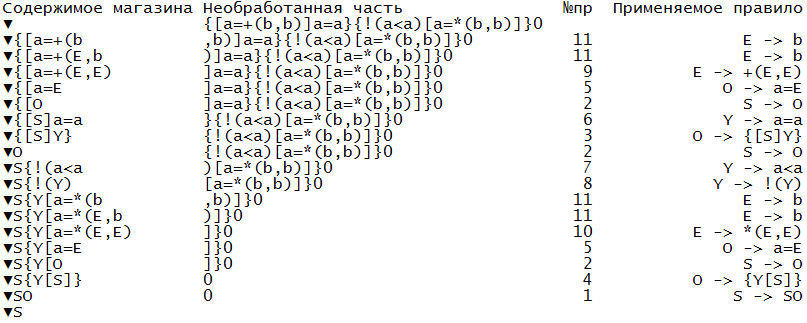 Содержимое магазина Необработанная часть №пр Применяемое правило
▼ {[a=+(b,b)]a=a}{!(a<a)[a=*(b,b)]}0
▼{[a=+(b ,b)]a=a}{!(a<a)[a=*(b,b)]}0 11 E -> b
▼{[a=+(E,b )]a=a}{!(a<a)[a=*(b,b)]}0 11 E -> b
▼{[a=+(E,E) ]a=a}{!(a<a)[a=*(b,b)]}0 9 E -> +(E,E)
▼{[a=E ]a=a}{!(a<a)[a=*(b,b)]}0 5 O -> a=E
▼{[O ]a=a}{!(a<a)[a=*(b,b)]}0 2 S -> O
▼{[S]a=a }{!(a<a)[a=*(b,b)]}0 6 Y -> a=a
▼{[S]Y} {!(a<a)[a=*(b,b)]}0 3 O -> {[S]Y}
▼O {!(a<a)[a=*(b,b)]}0 2 S -> O
▼S{!(a<a )[a=*(b,b)]}0 7 Y -> a<a
▼S{!(Y) [a=*(b,b)]}0 8 Y -> !(Y)
▼S{Y[a=*(b ,b)]}0 11 E -> b
▼S{Y[a=*(E,b )]}0 11 E -> b
▼S{Y[a=*(E,E) ]}0 10 E -> *(E,E)
▼S{Y[a=E ]}0 5 O -> a=E
▼S{Y[O ]}0 2 S -> O
▼S{Y[S]} 0 4 O -> {Y[S]}
▼SO 0 1 S -> SO
▼S